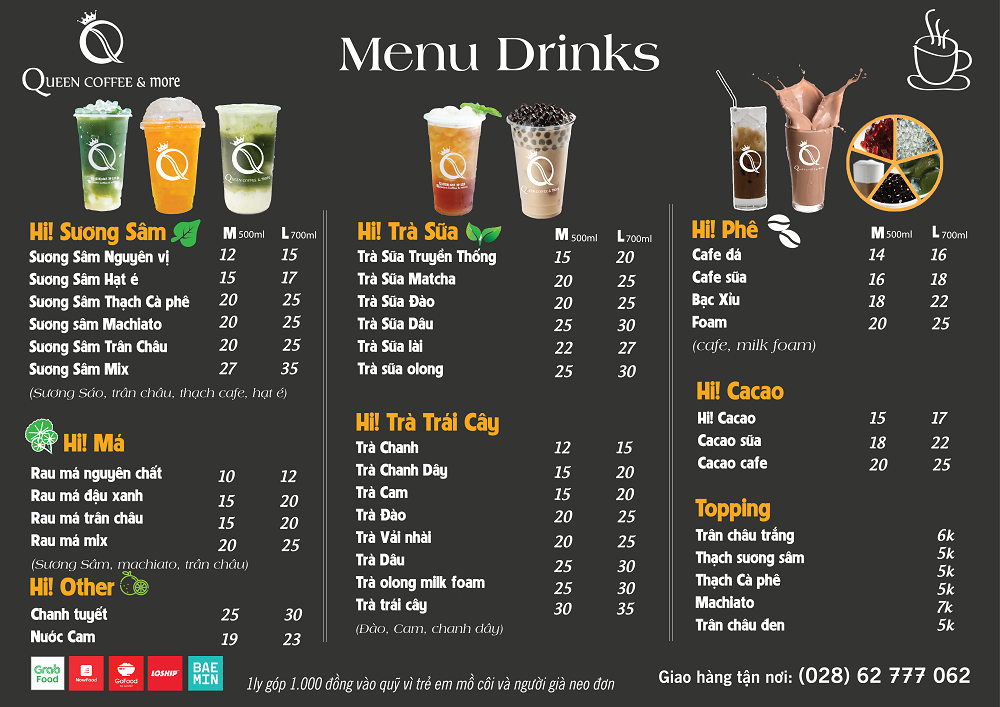 Queen Coffee & more
Menu Drinks
Hi! Sương Sâm M 500ml L 700ml
Sương Sâm Nguyên vị 12 15
Sương Sâm Hạt é 15 17
Sương Sâm Thạch Cà phê 20 25
Sương sâm Machiato 20 25
Sương Sâm Trân Châu 20 25
Sương Sâm Mix 27 35
(Sương Sáo, trân châu, thạch cafe, hạt é)
Hi! Má
Rau má nguyên chất 10 12
Rau má đậu xanh 15 20
Rau má trân châu 15 20
Rau má mix 20 25
(Sương Sâm, machiato, trân châu)
Hi! Other
Chanh tuyết 25 30
Nước Cam 19 23
Hi! Trà Sữa M 500ml L 700ml
Trà Sữa Truyền Thống 15 20
Trà Sữa Matcha 20 25
Trà Sữa Đào 20 25
Trà Sữa Dâu 25 30
Trà Sữa lài 22 27
Trà sữa olong 25 30
Hi! Trà Trái Cây
Trà Chanh 12 15
Trà Chanh Dây 15 20
Trà Cam 15 20
Trà Đào 20 25
Trà Vải nhài 20 25
Trà Dâu 25 30
Trà olong milk foam 25 30
Trà trái cây 30 35
(Đào, Cam, chanh dây)
Hi! Phê M 500ml L 700ml
Cafe đá 14 16
Cafe sữa 16 18
Bạc Xỉu 18 22
Foam 20 25
(cafe, milk foam)
Hi! Cacao
Hi! Cacao 15 17
Cacao sữa 18 22
Cacao cafe 20 25
Topping
Trân châu trắng 6k
Thạch sương sâm 5k
5k
Thạch Cà phê 5k
Machiato 7k
Trân châu đen 5k
Grab Food
NowFood
GoFood
LOSHIP
BAEMIN
1ly góp 1.000 đồng vào quỹ vì trẻ em mồ côi và người già neo đơn
Giao hàng tận nơi: (028) 62 777 062